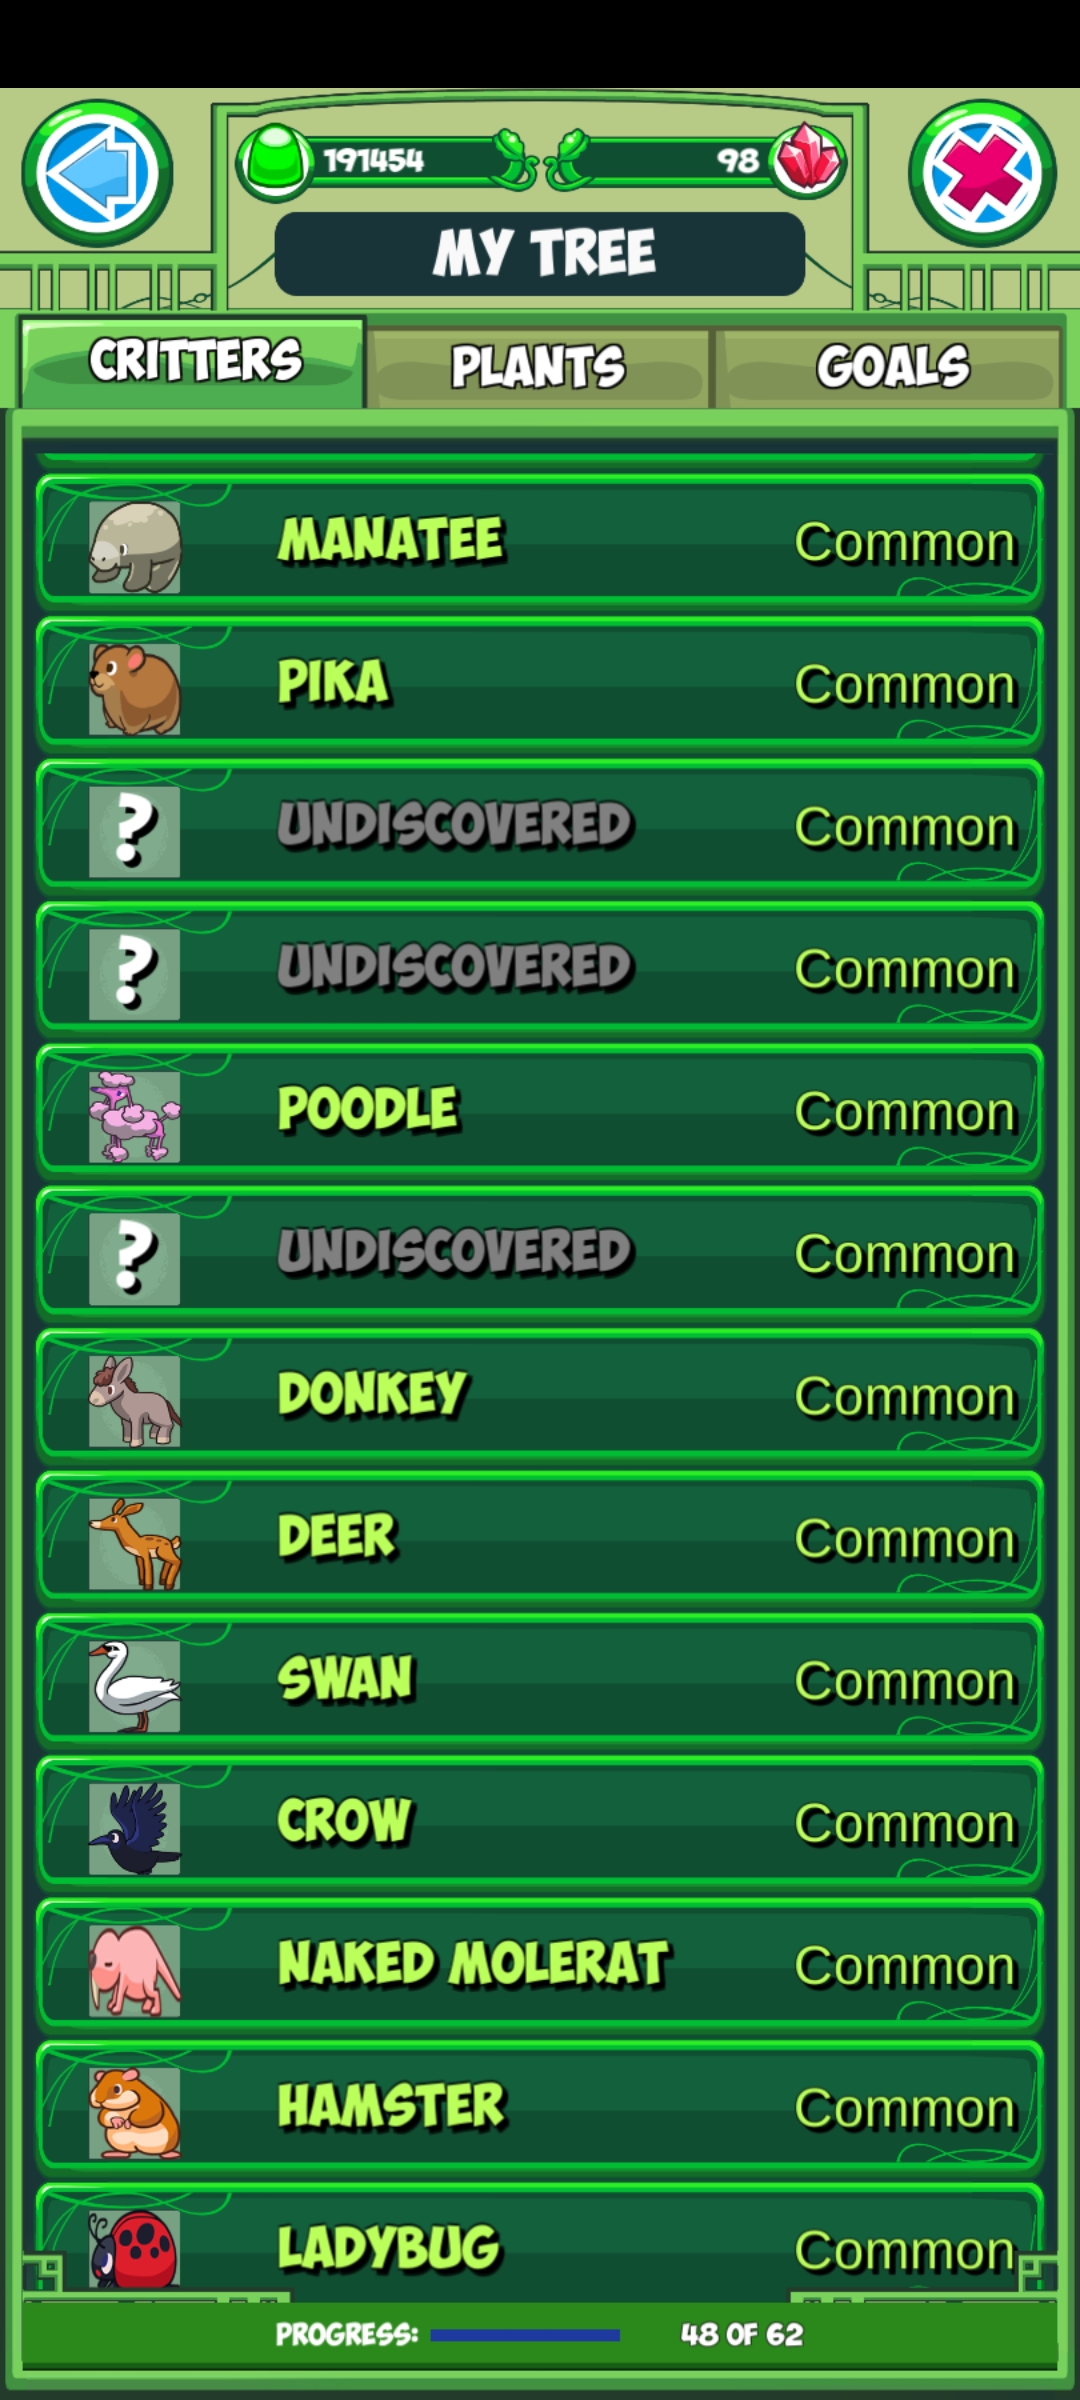 191454
98
MY TREE
CRITTERS
PLANTS
GOALS
MANATEE Common
PIKA Common
? UNDISCOVERED Common
? UNDISCOVERED Common
POODLE Common
? UNDISCOVERED Common
DONKEY Common
DEER Common
SWAN Common
CROW Common
NAKED MOLERAT Common
HAMSTER Common
LADYBUG Common
PROGRESS: 48 OF 62